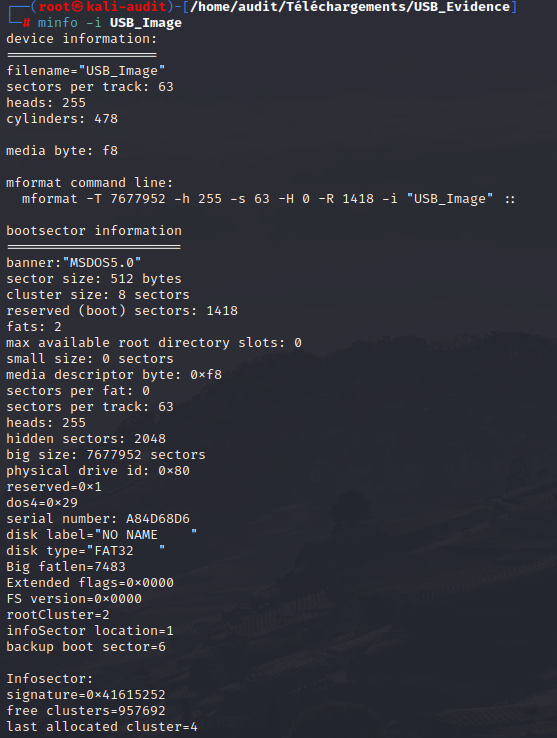 ┌──(root㉿kali-audit)-[/home/audit/Téléchargements/USB_Evidence]
└─# minfo -i USB_Image
device information:
===================
filename="USB_Image"
sectors per track: 63
heads: 255
cylinders: 478
media byte: f8
mformat command line:
mformat -T 7677952 -h 255 -s 63 -H 0 -R 1418 -i "USB_Image" ::
bootsector information
======================
banner:"MSDOS5.0"
sector size: 512 bytes
cluster size: 8 sectors
reserved (boot) sectors: 1418
fats: 2
max available root directory slots: 0
small size: 0 sectors
media descriptor byte: 0×f8
sectors per fat: 0
sectors per track: 63
heads: 255
hidden sectors: 2048
big size: 7677952 sectors
physical drive id: 0×80
reserved=0×1
dos4=0×29
serial number: A84D68D6
disk label="NO NAME    "
disk type="FAT32   "
Big fatlen=7483
Extended flags=0×0000
FS version=0×0000
rootCluster=2
infoSector location=1
backup boot sector=6
Infosector:
signature=0×41615252
free clusters=957692
last allocated cluster=4